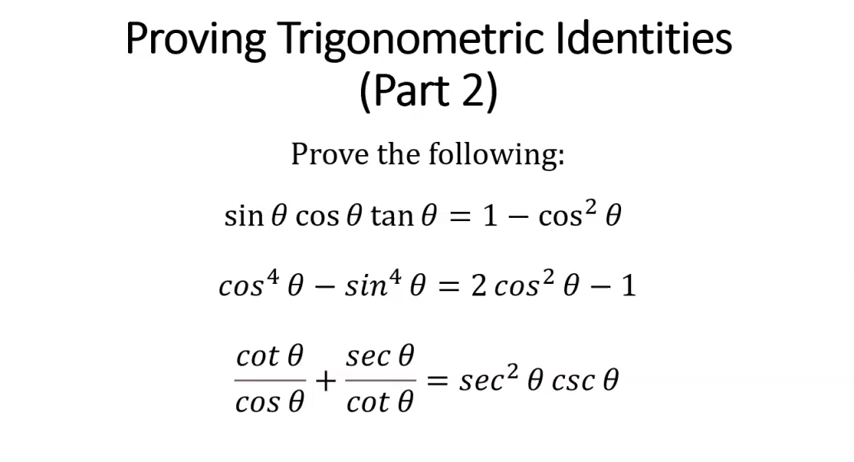 Proving Trigonometric Identities
(Part 2)
Prove the following:
sin θ cos θ tan θ = 1 − cos² θ
cos⁴ θ − sin⁴ θ = 2 cos² θ − 1
cot θ / cos θ + sec θ / cot θ = sec² θ csc θ